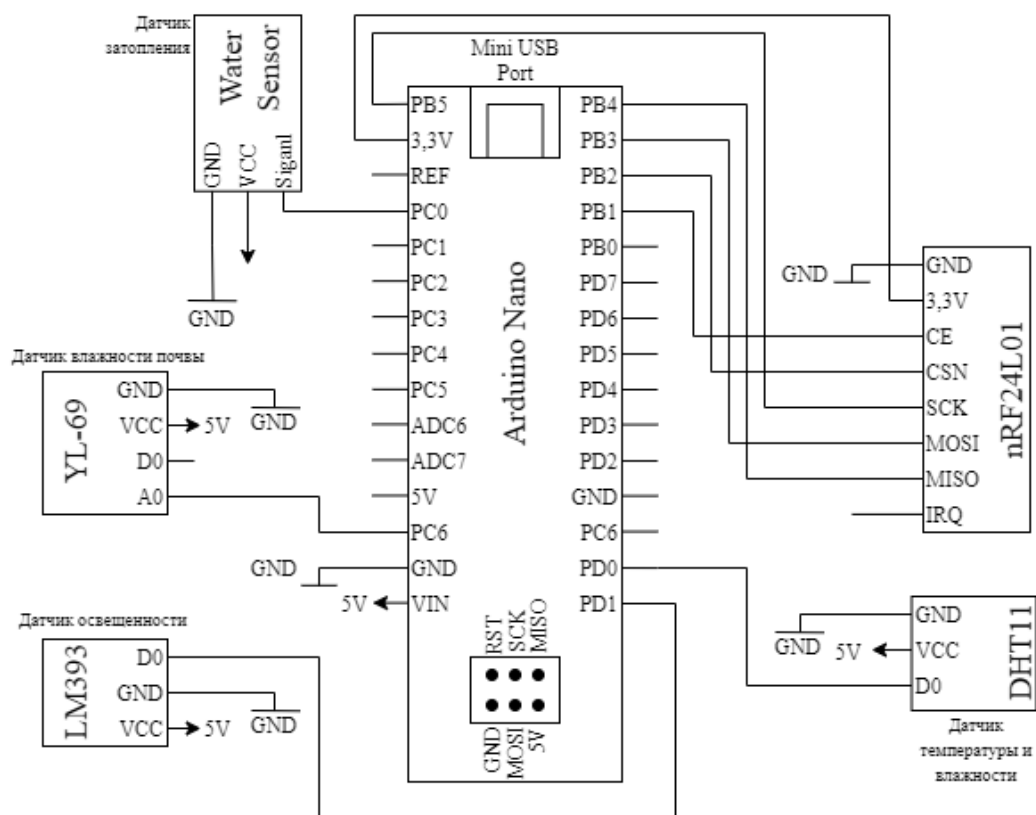 Датчик
затопления
Water
Sensor
GND
VCC
Siganl
GND
Mini USB
Port
Arduino Nano
PB5
3,3V
REF
PC0
PC1
PC2
PC3
PC4
PC5
ADC6
ADC7
5V
PC6
GND
VIN
GND
5V
PB4
PB3
PB2
PB1
PB0
PD7
PD6
PD5
PD4
PD3
PD2
GND
PC6
PD0
PD1
RST
SCK
MISO
GND
MOSI
5V
Датчик влажности почвы
YL-69
GND
VCC
D0
A0
GND
5V
Датчик освещенности
LM393
D0
GND
VCC
GND
5V
nRF24L01
GND
3,3V
CE
CSN
SCK
MOSI
MISO
IRQ
GND
DHT11
GND
VCC
D0
GND
5V
Датчик
температуры и
влажности